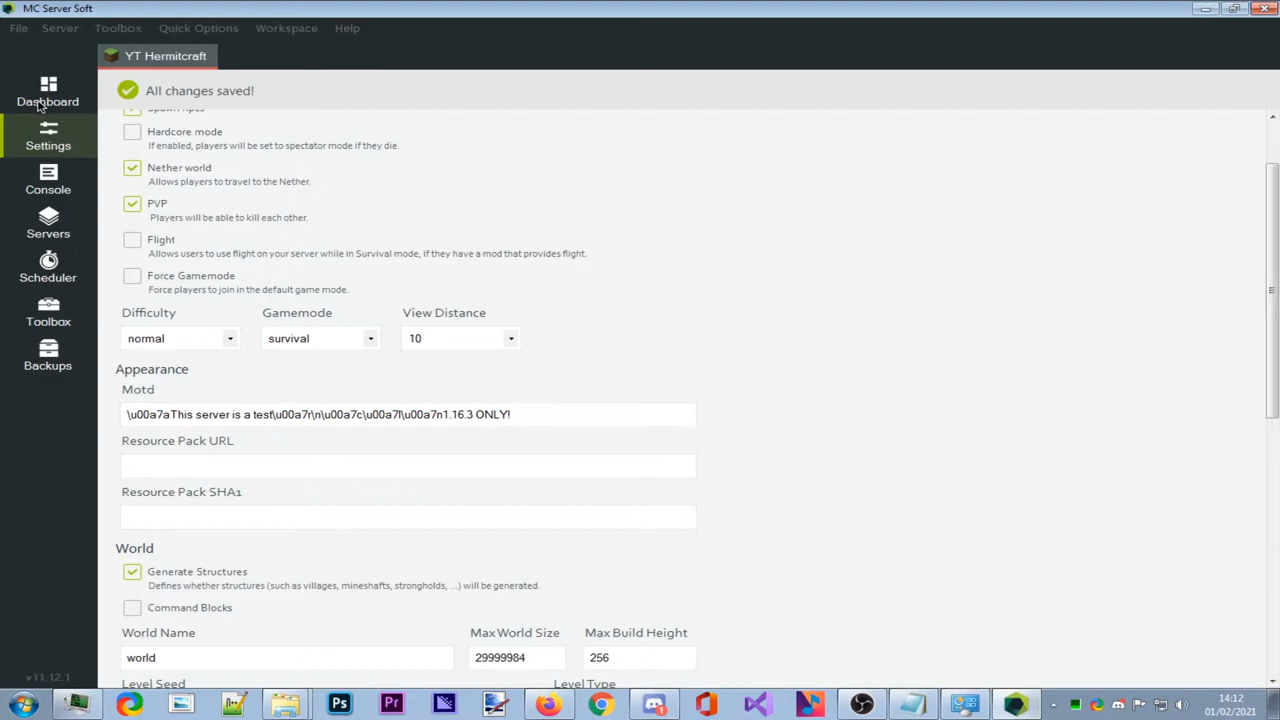 MC Server Soft
File Server Toolbox Quick Options Workspace Help
YT Hermitcraft
All changes saved!
Dashboard
Settings
Console
Servers
Scheduler
Toolbox
Backups
v11.12.1
Hardcore mode
If enabled, players will be set to spectator mode if they die.
Nether world
Allows players to travel to the Nether.
PVP
Players will be able to kill each other.
Flight
Allows users to use flight on your server while in Survival mode, if they have a mod that provides flight.
Force Gamemode
Force players to join in the default game mode.
Difficulty Gamemode View Distance
normal survival 10
Appearance
Motd
\u00a7aThis server is a test\u00a7r\n\u00a7c\u00a7l\u00a7n1.16.3 ONLY!
Resource Pack URL
Resource Pack SHA1
World
Generate Structures
Defines whether structures (such as villages, mineshafts, strongholds, ...) will be generated.
Command Blocks
World Name Max World Size Max Build Height
world 29999984 256
Level Seed Level Type
Ps Pr
14:12
01/02/2021